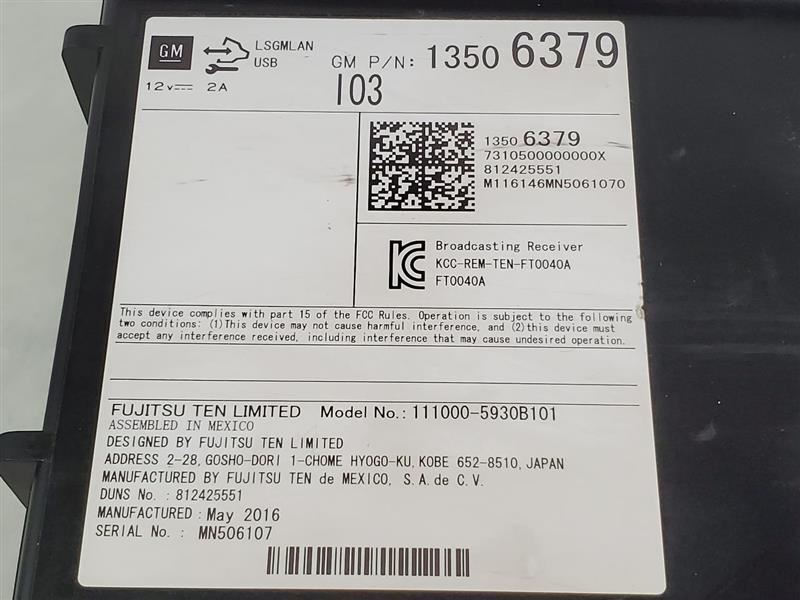 GM
LSGMLAN
USB
12v 2A
GM P/N: 1350 6379
I03
1350 6379
7310500000000X
812425551
M116146MN5061070
Broadcasting Receiver
KCC-REM-TEN-FT0040A
FT0040A
This device complies with part 15 of the FCC Rules. Operation is subject to the following
two conditions: (1)This device may not cause harmful interference, and (2)this device must
accept any interference received, including interference that may cause undesired operation.
FUJITSU TEN LIMITED Model No.: 111000-5930B101
ASSEMBLED IN MEXICO
DESIGNED BY FUJITSU TEN LIMITED
ADDRESS 2-28, GOSHO-DORI 1-CHOME HYOGO-KU, KOBE 652-8510, JAPAN
MANUFACTURED BY FUJITSU TEN de MEXICO, S.A. de C.V.
DUNS No. : 812425551
MANUFACTURED : May 2016
SERIAL No. : MN506107